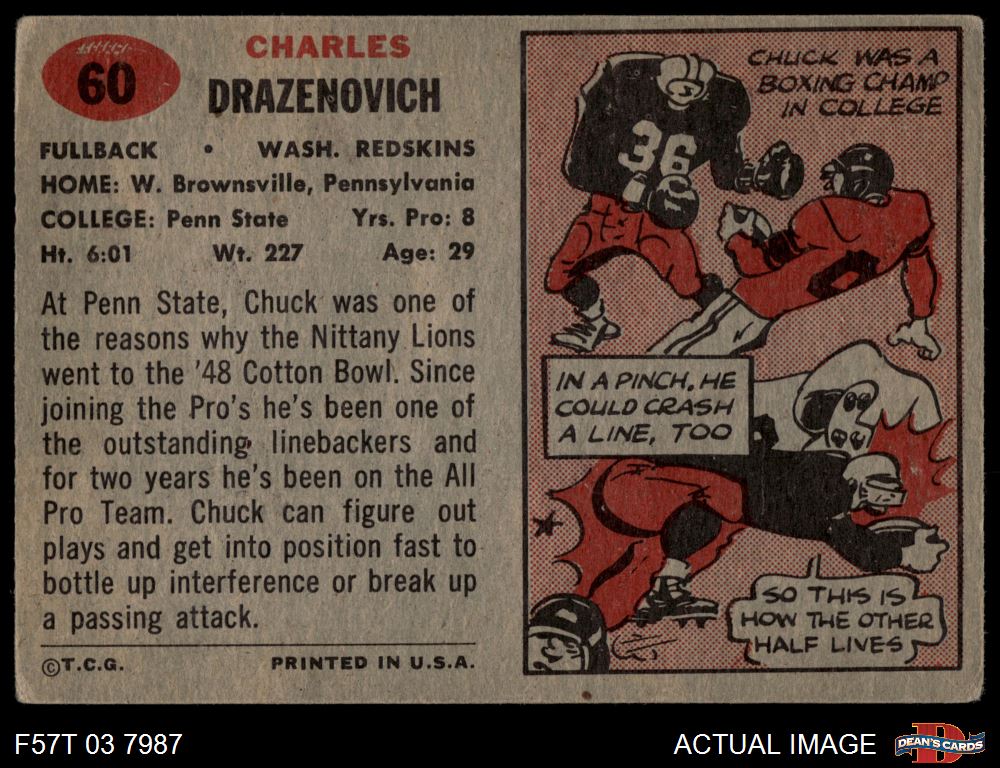 60
CHARLES
DRAZENOVICH
FULLBACK • WASH. REDSKINS
HOME: W. Brownsville, Pennsylvania
COLLEGE: Penn State Yrs. Pro: 8
Ht. 6:01 Wt. 227 Age: 29
At Penn State, Chuck was one of
the reasons why the Nittany Lions
went to the '48 Cotton Bowl. Since
joining the Pro's he's been one of
the outstanding linebackers and
for two years he's been on the All
Pro Team. Chuck can figure out
plays and get into position fast to
bottle up interference or break up
a passing attack.
©T.C.G. PRINTED IN U.S.A.
CHUCK WAS A
BOXING CHAMP
IN COLLEGE
36
IN A PINCH, HE
COULD CRASH
A LINE, TOO
SO THIS IS
HOW THE OTHER
HALF LIVES
F57T 03 7987
ACTUAL IMAGE
D
DEAN'S CARDS